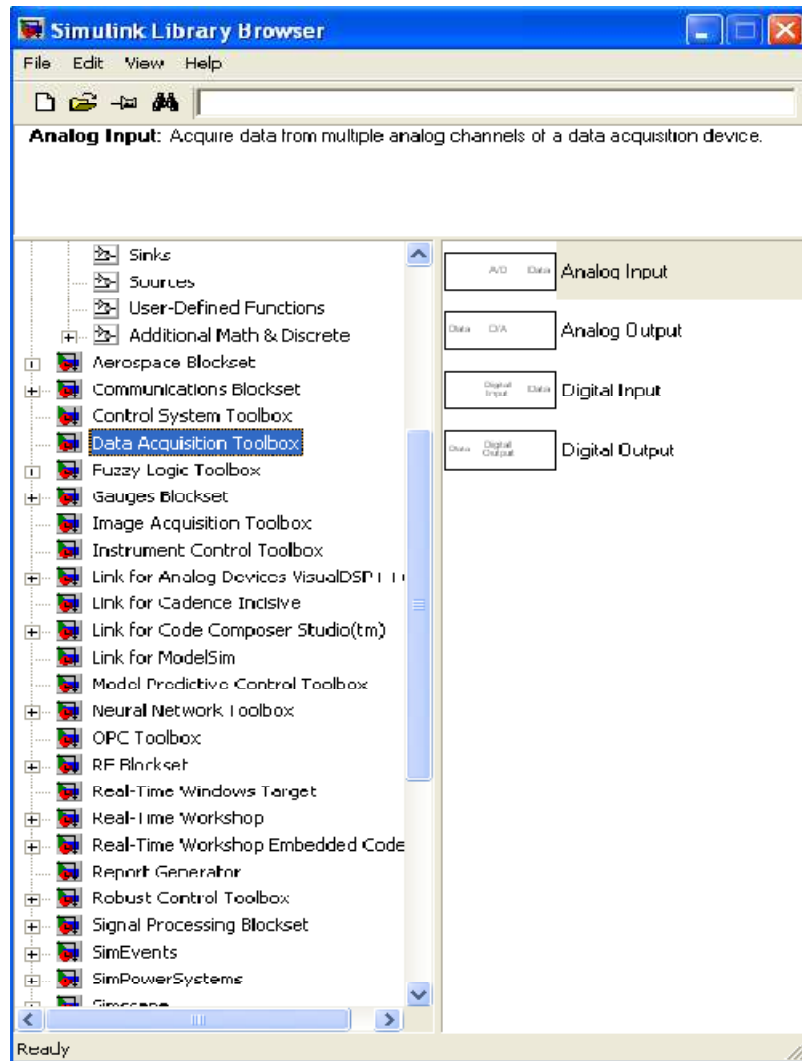 Simulink Library Browser
File Edit View Help
Analog Input: Acquire data from multiple analog channels of a data acquisition device.
Sinks
Sources
User-Defined Functions
Additional Math & Discrete
Aerospace Blockset
Communications Blockset
Control System Toolbox
Data Acquisition Toolbox
Fuzzy Logic Toolbox
Gauges Blockset
Image Acquisition Toolbox
Instrument Control Toolbox
Link for Analog Devices
Link for Cadence Incisive
Link for Code Composer Studio(tm)
Link for ModelSim
Model Predictive Control Toolbox
Neural Network Toolbox
OPC Toolbox
RF Blockset
Real-Time Windows Target
Real-Time Workshop
Real-Time Workshop Embedded Code
Report Generator
Robust Control Toolbox
Signal Processing Blockset
SimEvents
SimPowerSystems
Simscape
A/D Data Analog Input
Data D/A Analog Output
Digital Input Data Digital Input
Data Digital Output Digital Output
Ready